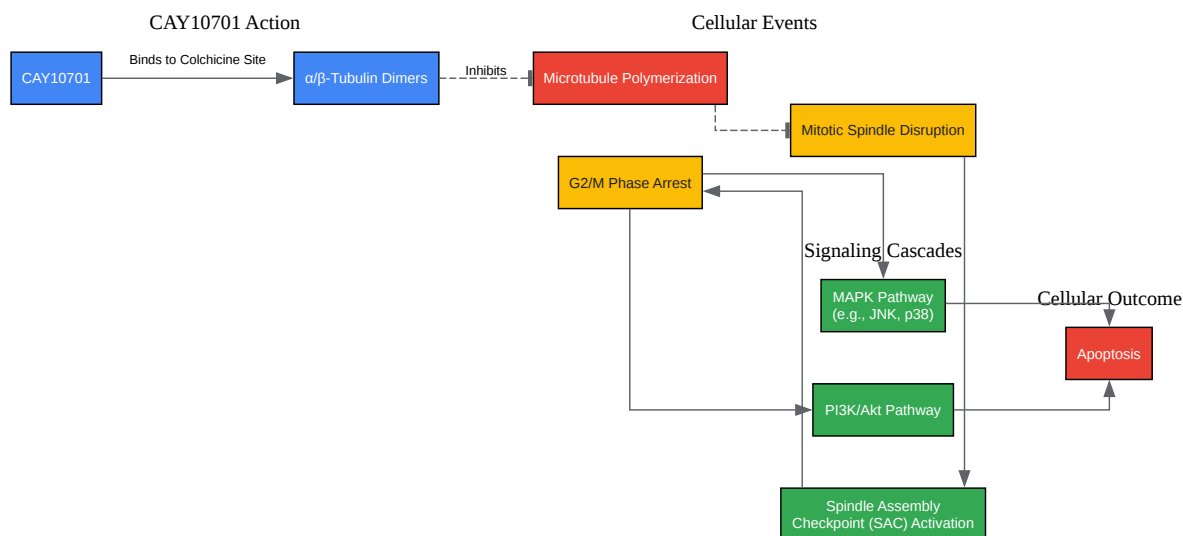 CAY10701 Action
Cellular Events
CAY10701
Binds to Colchicine Site
α/β-Tubulin Dimers
Inhibits
Microtubule Polymerization
Mitotic Spindle Disruption
G2/M Phase Arrest
Signaling Cascades
MAPK Pathway
(e.g., JNK, p38)
Cellular Outcome
Apoptosis
PI3K/Akt Pathway
Spindle Assembly
Checkpoint (SAC) Activation